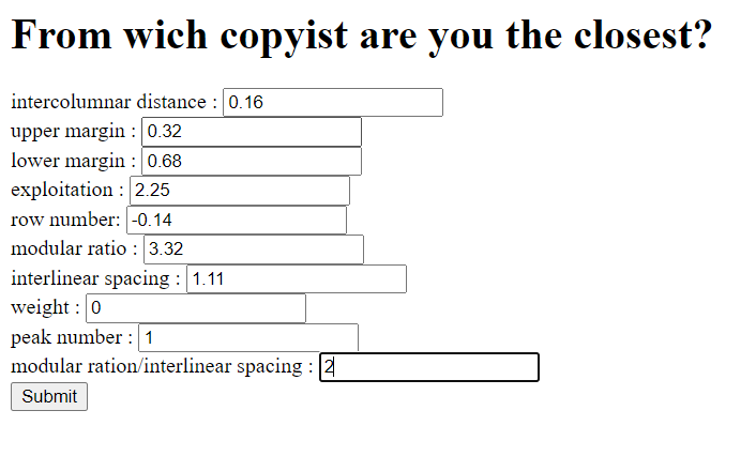 From wich copyist are you the closest?
intercolumnar distance : 0.16
upper margin : 0.32
lower margin : 0.68
exploitation : 2.25
row number: -0.14
modular ratio : 3.32
interlinear spacing : 1.11
weight : 0
peak number : 1
modular ration/interlinear spacing : 2
Submit